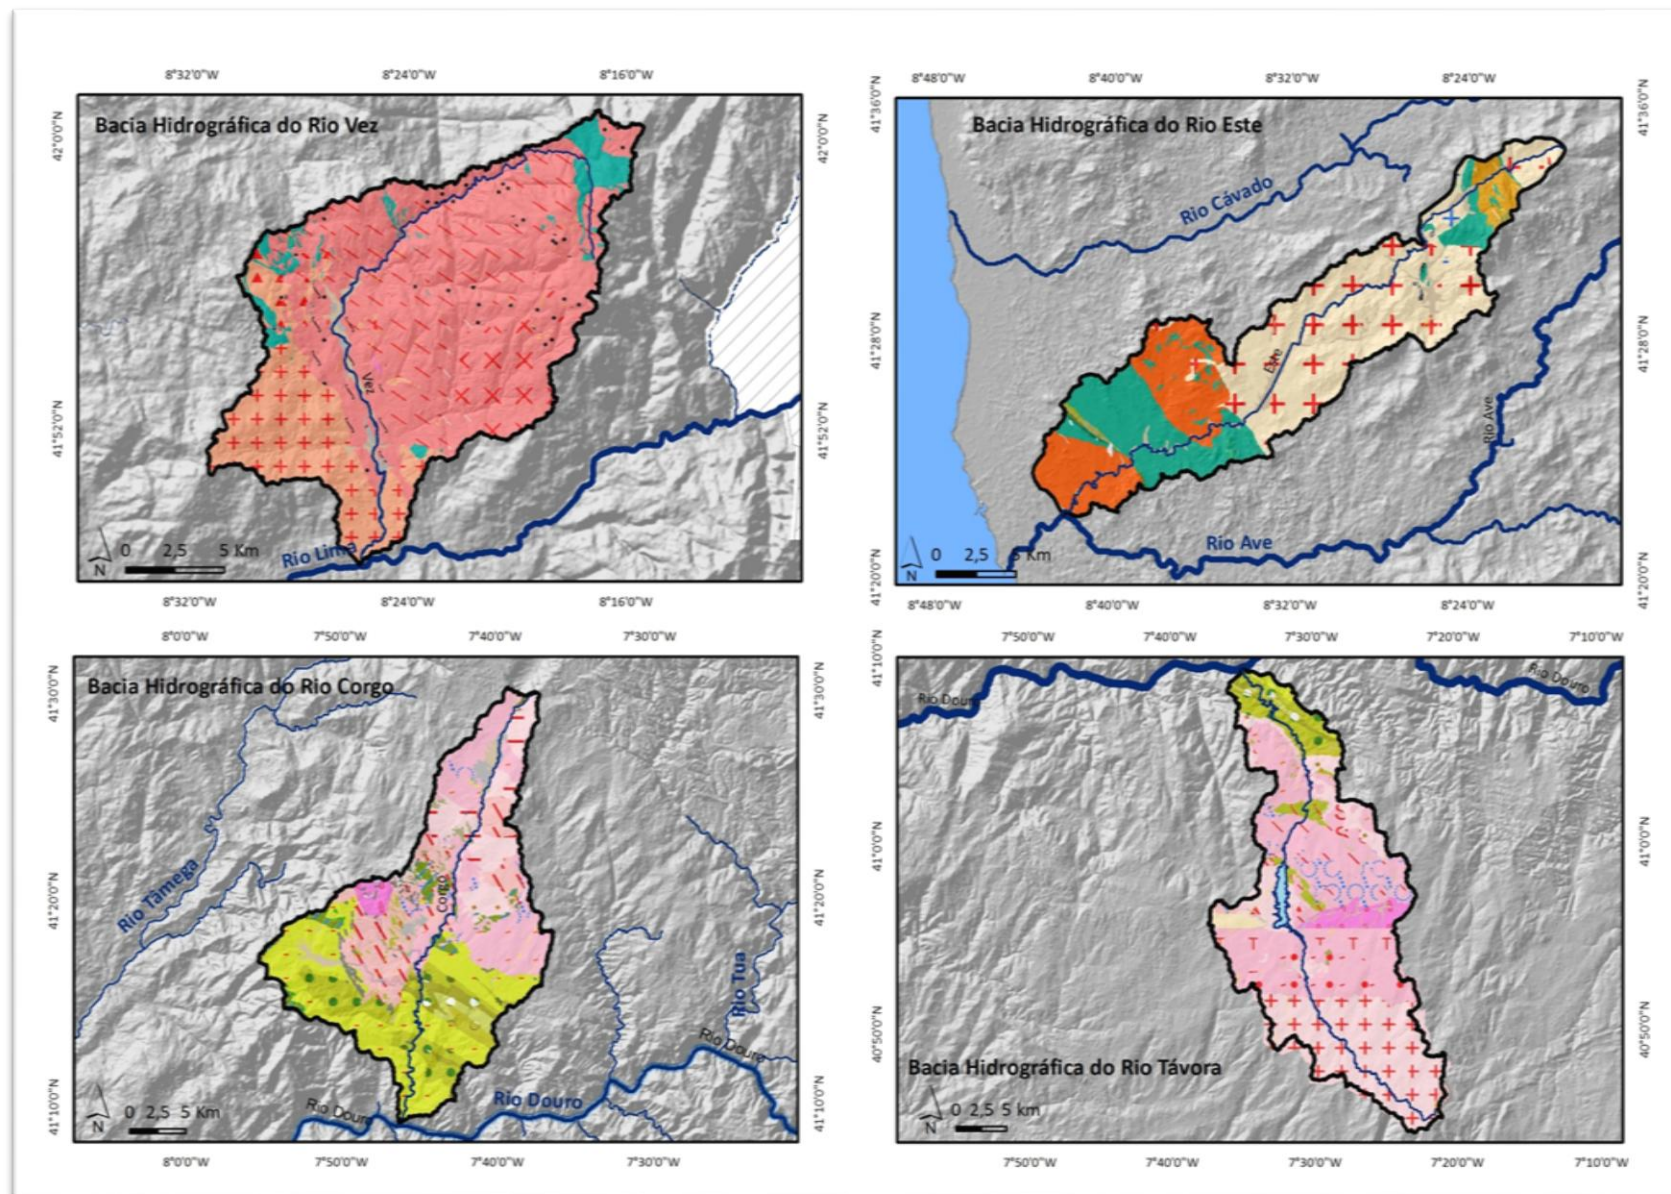 8°32'0"W 8°24'0"W 8°16'0"W
42°0'0"N
41°52'0"N
Bacia Hidrográfica do Rio Vez
Vez
Rio Lima
0 2,5 5 Km
N
42°0'0"N
41°52'0"N
8°32'0"W 8°24'0"W 8°16'0"W
8°48'0"W 8°40'0"W 8°32'0"W 8°24'0"W
41°36'0"N
41°28'0"N
41°20'0"N
Bacia Hidrográfica do Rio Este
Rio Cávado
Este
Rio Ave
Rio Ave
0 2,5 5 Km
N
41°36'0"N
41°28'0"N
41°20'0"N
8°48'0"W 8°40'0"W 8°32'0"W 8°24'0"W
8°0'0"W 7°50'0"W 7°40'0"W 7°30'0"W
41°30'0"N
41°20'0"N
41°10'0"N
Bacia Hidrográfica do Rio Corgo
Rio Tâmega
Corgo
Rio Tua
Rio Douro
Rio Douro
Rio Douro
0 2,5 5 Km
N
41°30'0"N
41°20'0"N
41°10'0"N
8°0'0"W 7°50'0"W 7°40'0"W 7°30'0"W
7°50'0"W 7°40'0"W 7°30'0"W 7°20'0"W 7°10'0"W
41°10'0"N
41°0'0"N
40°50'0"N
Rio Douro
Rio Douro
Bacia Hidrográfica do Rio Távora
0 2,5 5 km
N
41°10'0"N
41°0'0"N
40°50'0"N
7°50'0"W 7°40'0"W 7°30'0"W 7°20'0"W 7°10'0"W